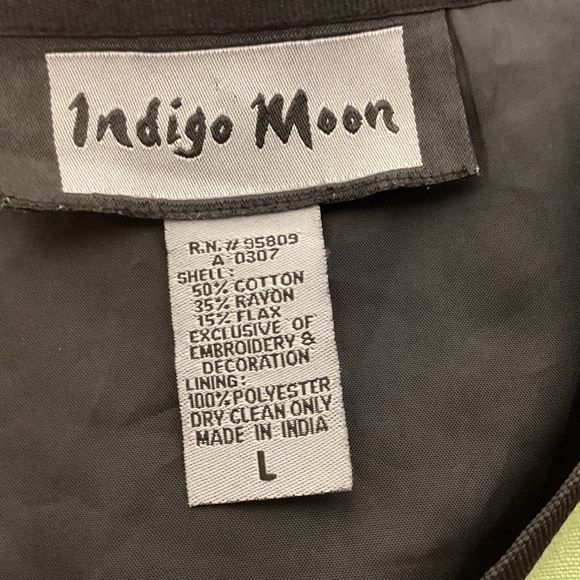 Indigo Moon
R.N.# 95809
A 0307
SHELL:
50% COTTON
35% RAYON
15% FLAX
EXCLUSIVE OF
EMBROIDERY &
DECORATION
LINING:
100% POLYESTER
DRY CLEAN ONLY
MADE IN INDIA
L